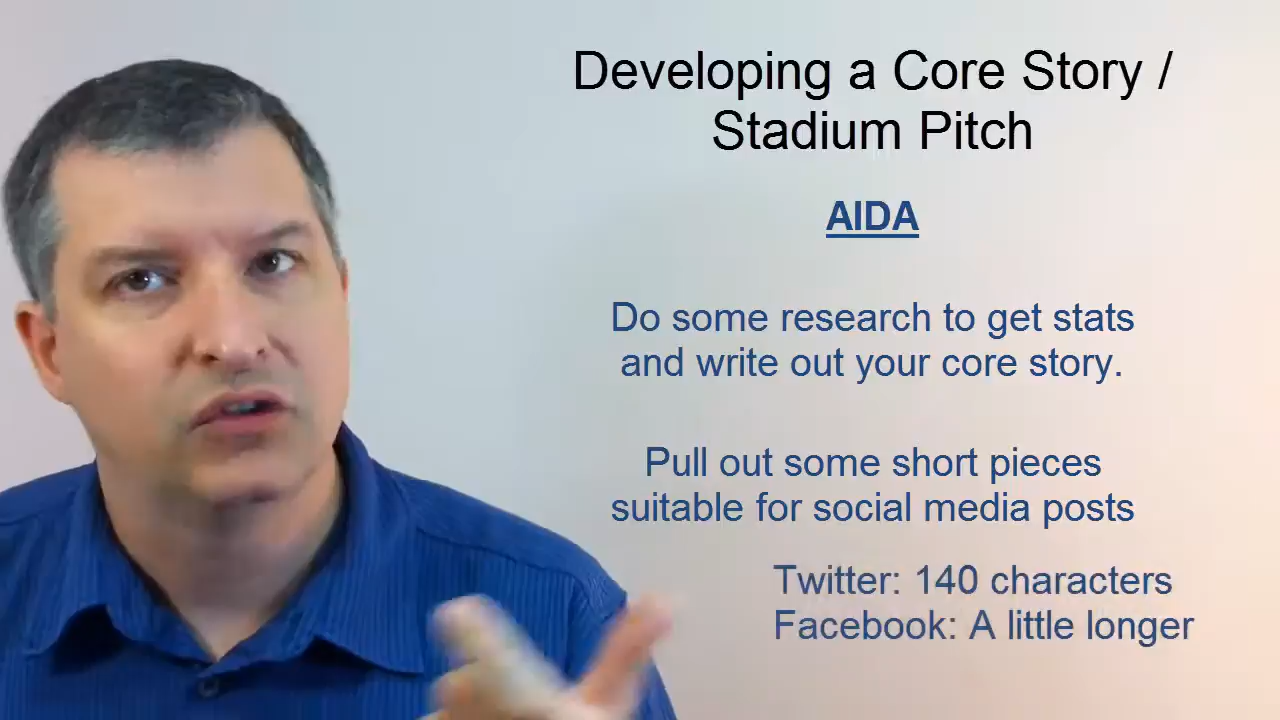 Developing a Core Story /
Stadium Pitch
AIDA
Do some research to get stats
and write out your core story.
Pull out some short pieces
suitable for social media posts
Twitter: 140 characters
Facebook: A little longer